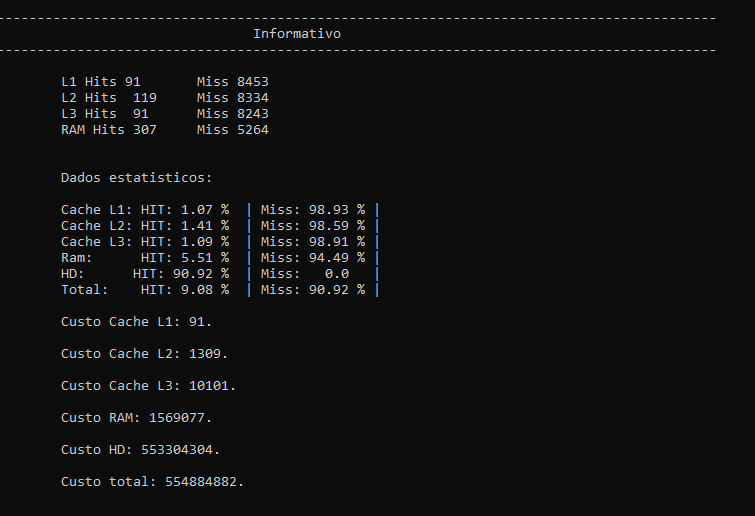 ------------------------------------------------------------------------------------------
Informativo
------------------------------------------------------------------------------------------
L1 Hits 91       Miss 8453
L2 Hits  119     Miss 8334
L3 Hits  91      Miss 8243
RAM Hits 307     Miss 5264
Dados estatisticos:
Cache L1: HIT: 1.07 %  | Miss: 98.93 % |
Cache L2: HIT: 1.41 %  | Miss: 98.59 % |
Cache L3: HIT: 1.09 %  | Miss: 98.91 % |
Ram:      HIT: 5.51 %  | Miss: 94.49 % |
HD:      HIT: 90.92 %  | Miss:   0.0   |
Total:    HIT: 9.08 %  | Miss: 90.92 % |
Custo Cache L1: 91.
Custo Cache L2: 1309.
Custo Cache L3: 10101.
Custo RAM: 1569077.
Custo HD: 553304304.
Custo total: 554884882.